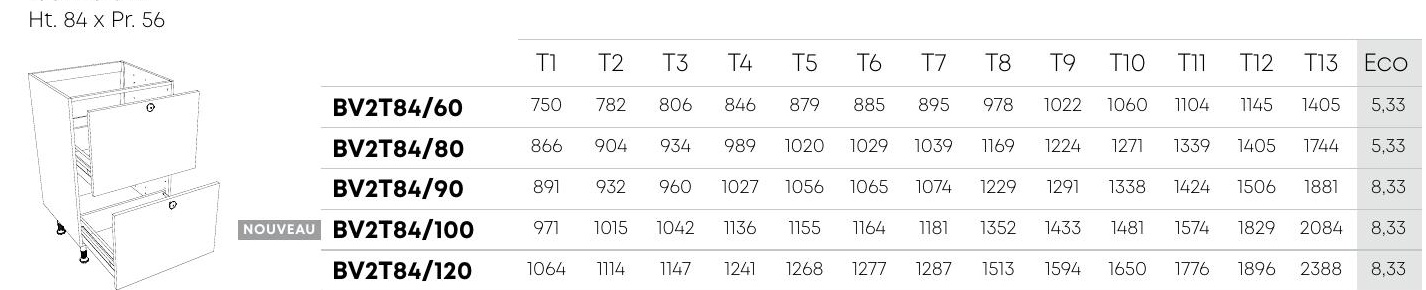 Ht. 84 x Pr. 56
T1 T2 T3 T4 T5 T6 T7 T8 T9 T10 T11 T12 T13 Eco
BV2T84/60 750 782 806 846 879 885 895 978 1022 1060 1104 1145 1405 5,33
BV2T84/80 866 904 934 989 1020 1029 1039 1169 1224 1271 1339 1405 1744 5,33
BV2T84/90 891 932 960 1027 1056 1065 1074 1229 1291 1338 1424 1506 1881 8,33
NOUVEAU BV2T84/100 971 1015 1042 1136 1155 1164 1181 1352 1433 1481 1574 1829 2084 8,33
BV2T84/120 1064 1114 1147 1241 1268 1277 1287 1513 1594 1650 1776 1896 2388 8,33